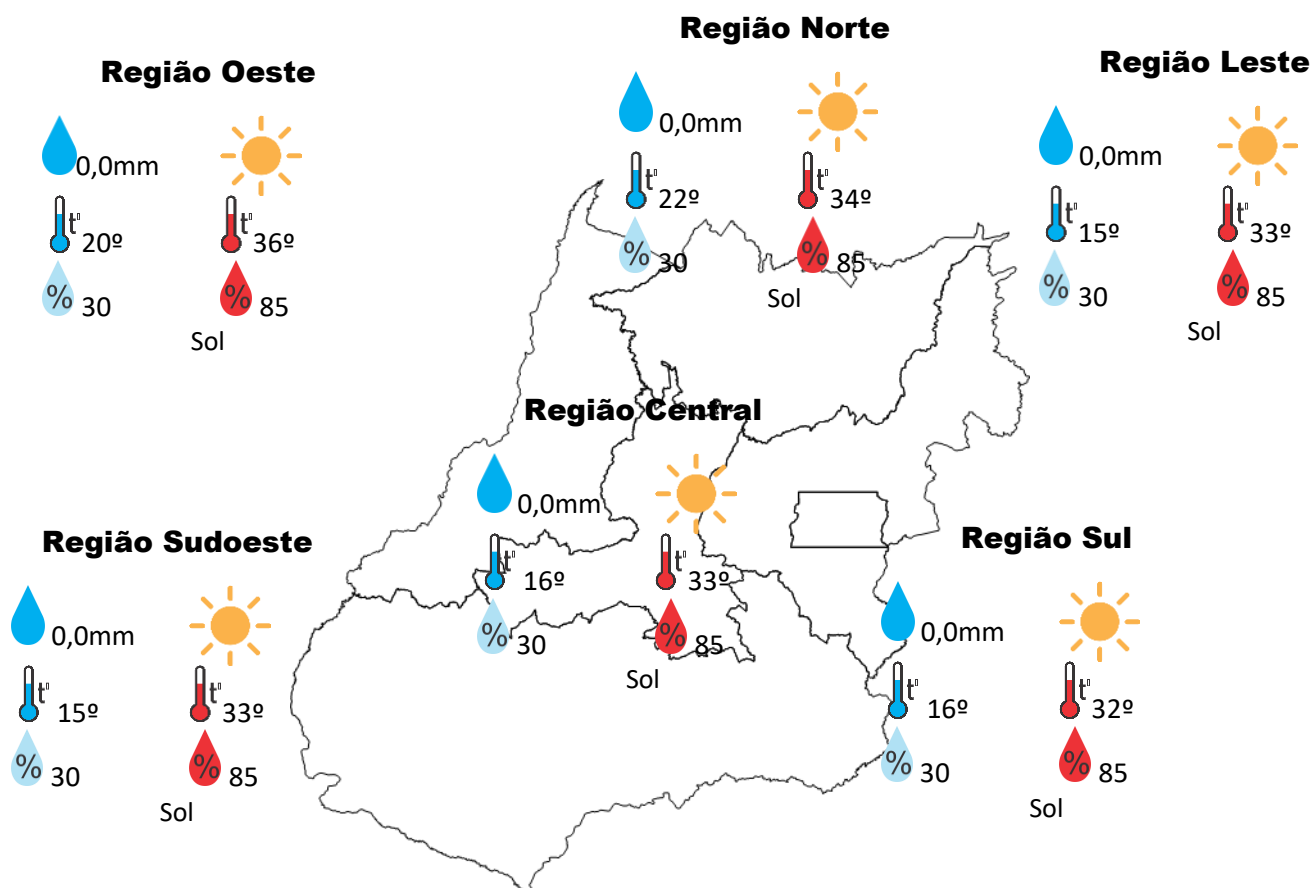 Região Norte
0,0mm
t°
22º
t°
34º
% 30
% 85
Sol
Região Oeste
0,0mm
t°
20º
t°
36º
% 30
% 85
Sol
Região Leste
0,0mm
t°
15º
t°
33º
% 30
% 85
Sol
Região Central
0,0mm
t°
16º
t°
33º
% 30
% 85
Sol
Região Sudoeste
0,0mm
t°
15º
t°
33º
% 30
% 85
Sol
Região Sul
0,0mm
t°
16º
t°
32º
% 30
% 85
Sol